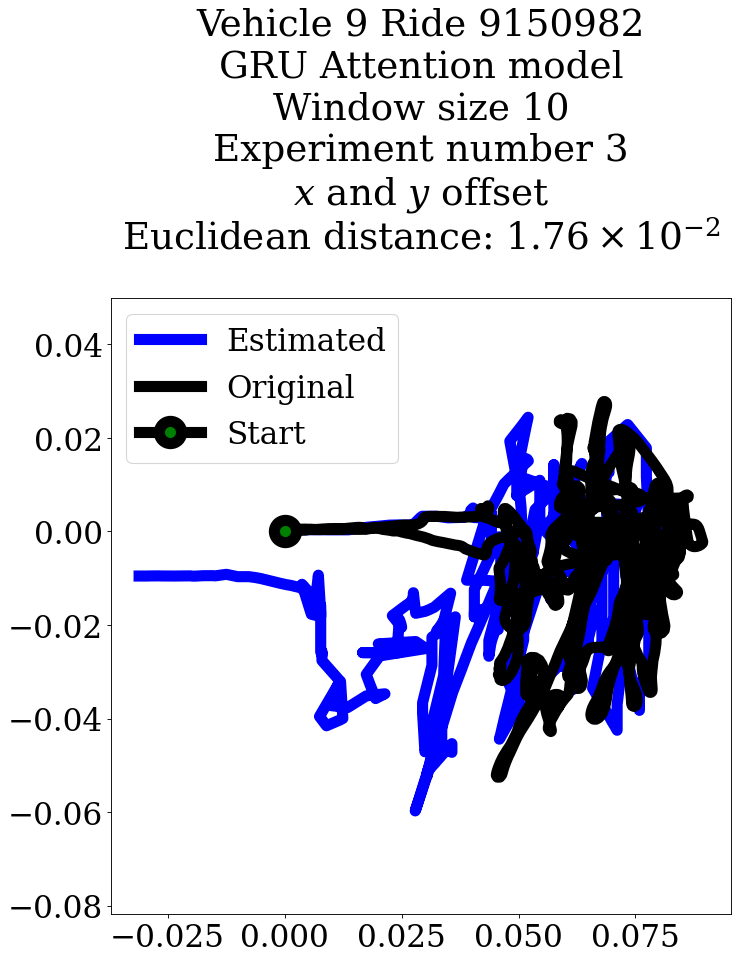 Vehicle 9 Ride 9150982
GRU Attention model
Window size 10
Experiment number 3
x and y offset
Euclidean distance: 1.76 × 10⁻²
Estimated
Original
Start
0.04
0.02
0.00
−0.02
−0.04
−0.06
−0.08
−0.025 0.000 0.025 0.050 0.075